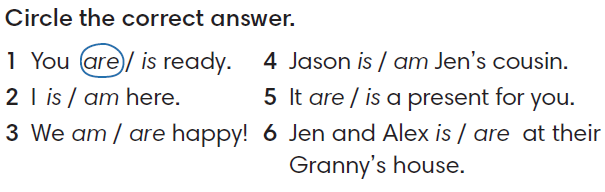 Circle the correct answer.
1 You are / is ready.
2 I is / am here.
3 We am / are happy!
4 Jason is / am Jen's cousin.
5 It are / is a present for you.
6 Jen and Alex is / are at their
Granny's house.